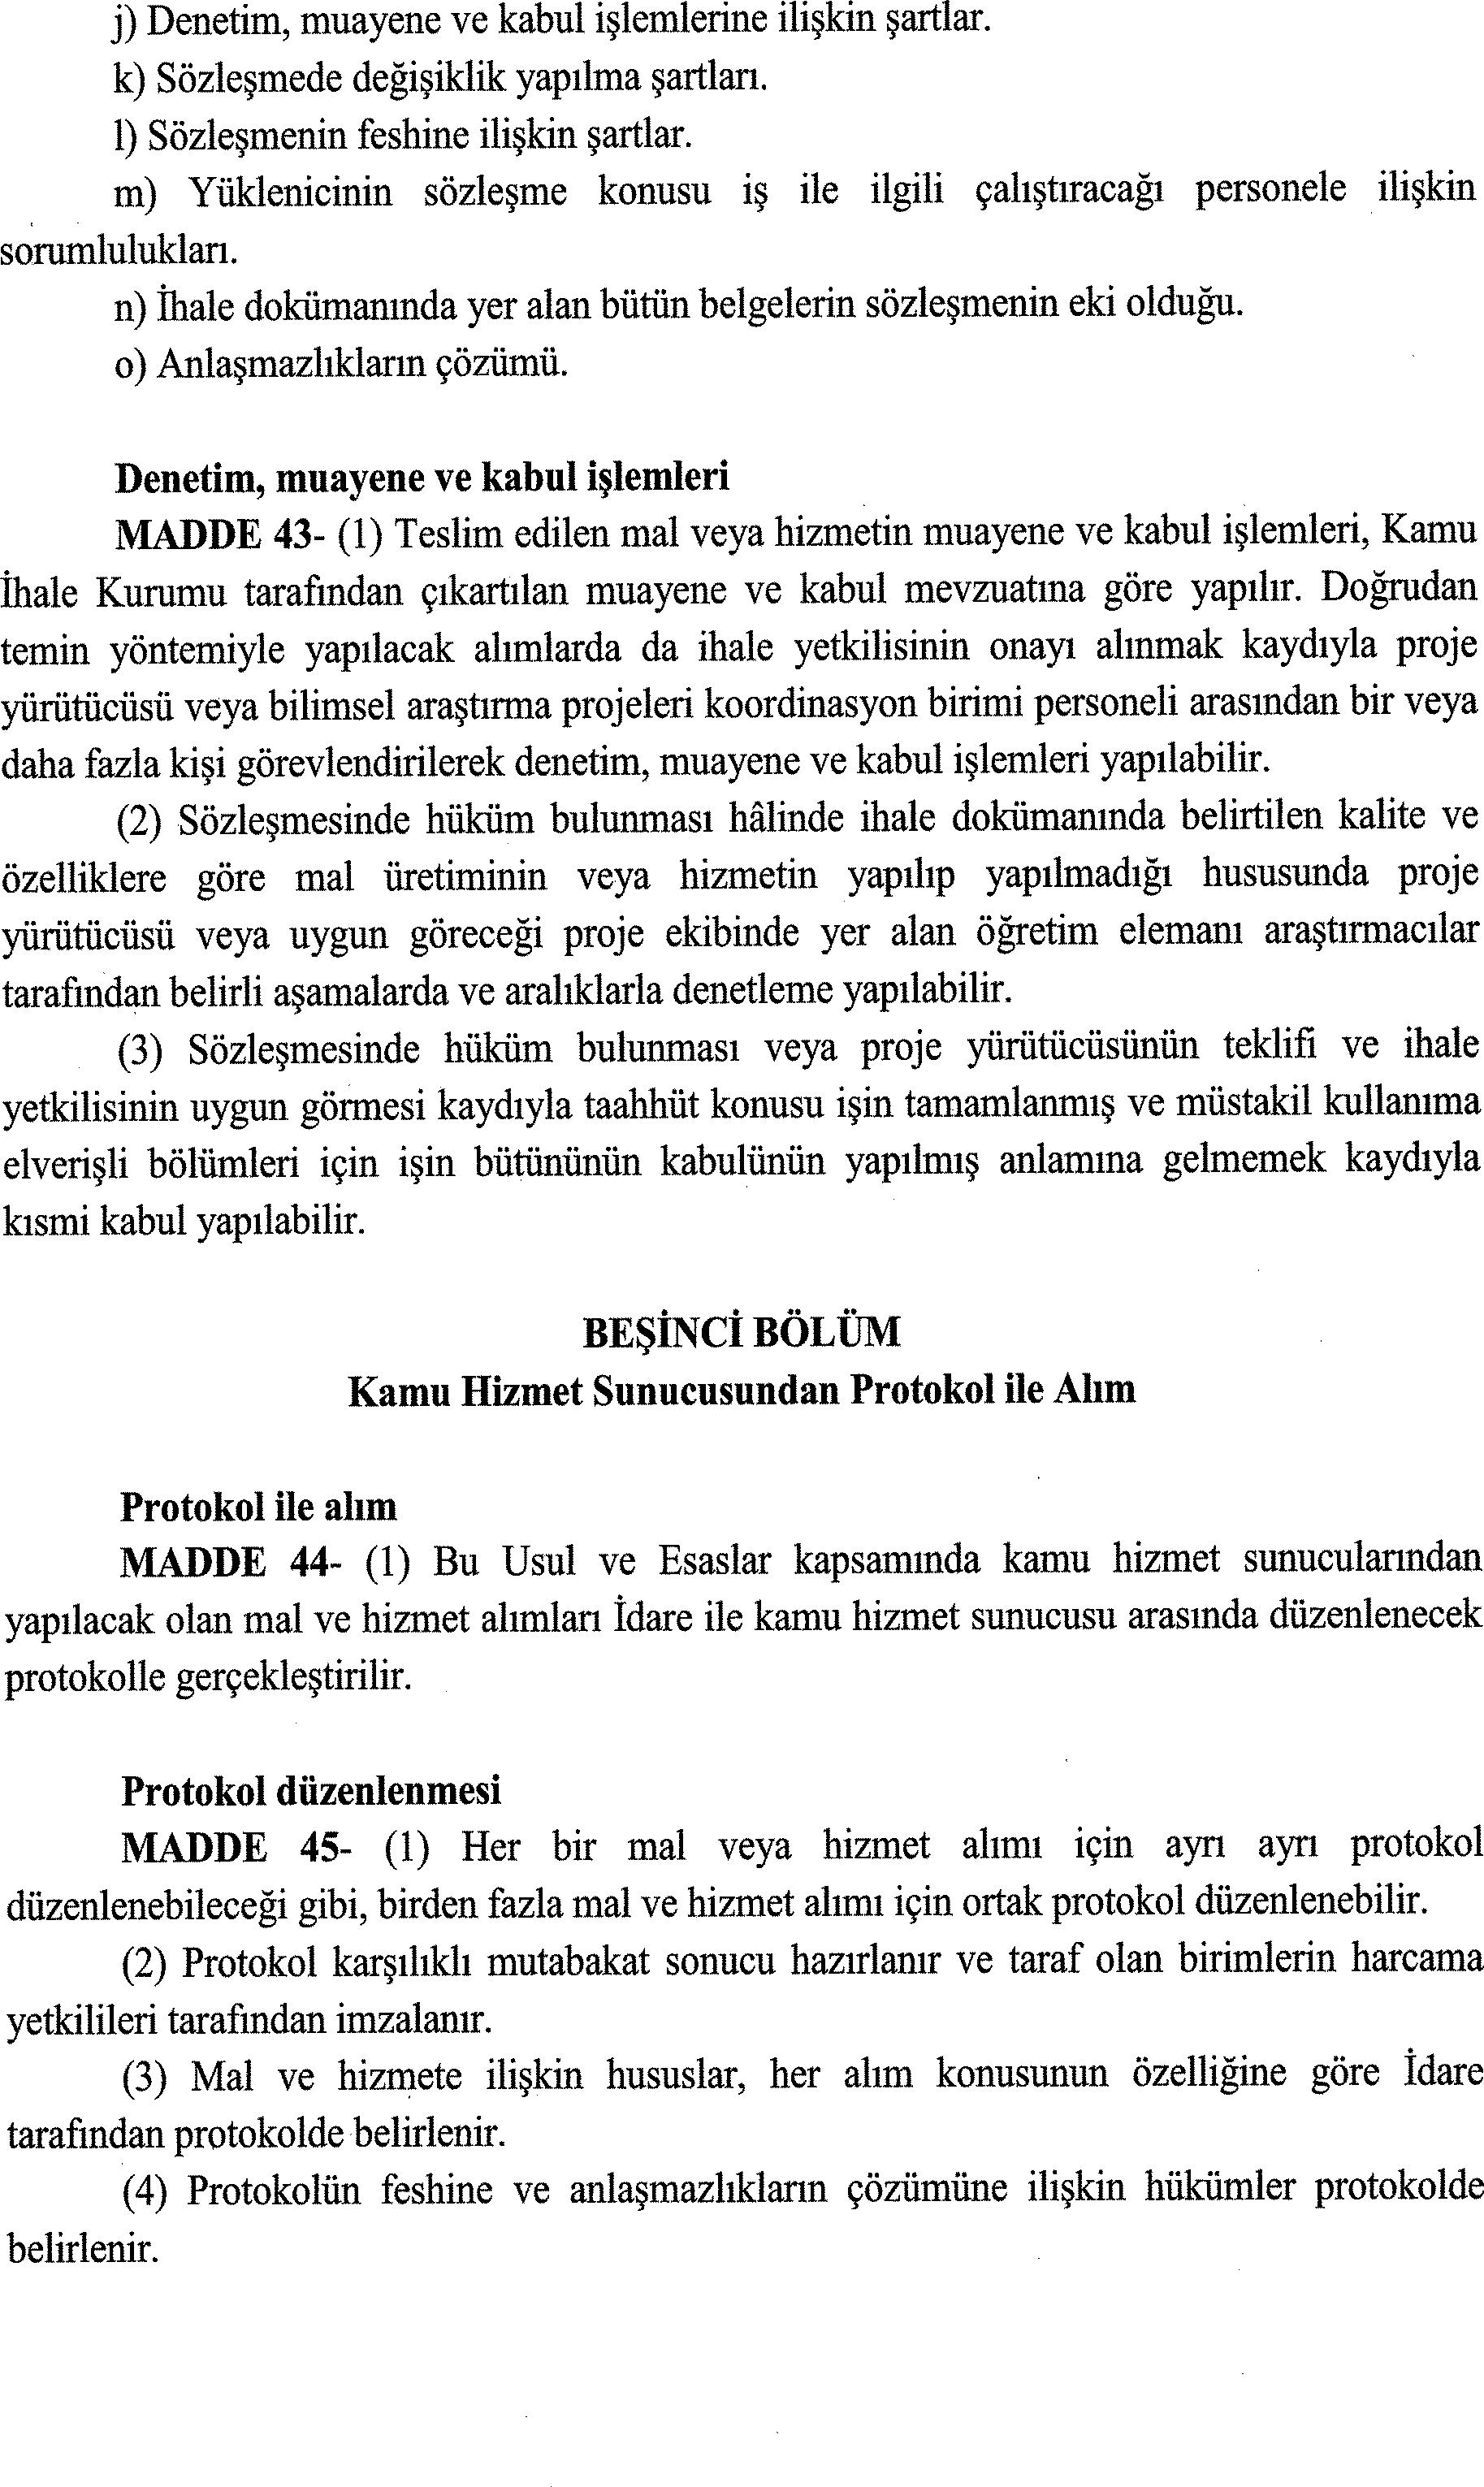 j) Denetim, muayene ve kabul işlemlerine ilişkin şartlar.
k) Sözleşmede değişiklik yapılma şartları.
l) Sözleşmenin feshine ilişkin şartlar.
m) Yüklenicinin sözleşme konusu iş ile ilgili çalıştıracağı personele ilişkin
sorumlulukları.
n) İhale dokümanında yer alan bütün belgelerin sözleşmenin eki olduğu.
o) Anlaşmazlıkların çözümü.
Denetim, muayene ve kabul işlemleri
MADDE 43- (1) Teslim edilen mal veya hizmetin muayene ve kabul işlemleri, Kamu
İhale Kurumu tarafından çıkartılan muayene ve kabul mevzuatına göre yapılır. Doğrudan
temin yöntemiyle yapılacak alımlarda da ihale yetkilisinin onayı alınmak kaydıyla proje
yürütücüsü veya bilimsel araştırma projeleri koordinasyon birimi personeli arasından bir veya
daha fazla kişi görevlendirilerek denetim, muayene ve kabul işlemleri yapılabilir.
(2) Sözleşmesinde hüküm bulunması hâlinde ihale dokümanında belirtilen kalite ve
özelliklere göre mal üretiminin veya hizmetin yapılıp yapılmadığı hususunda proje
yürütücüsü veya uygun göreceği proje ekibinde yer alan öğretim elemanı araştırmacılar
tarafından belirli aşamalarda ve aralıklarla denetleme yapılabilir.
(3) Sözleşmesinde hüküm bulunması veya proje yürütücüsünün teklifi ve ihale
yetkilisinin uygun görmesi kaydıyla taahhüt konusu işin tamamlanmış ve müstakil kullanıma
elverişli bölümleri için işin bütününün kabulünün yapılmış anlamına gelmemek kaydıyla
kısmi kabul yapılabilir.
BEŞİNCİ BÖLÜM
Kamu Hizmet Sunucusundan Protokol ile Alım
Protokol ile alım
MADDE 44- (1) Bu Usul ve Esaslar kapsamında kamu hizmet sunucularından
yapılacak olan mal ve hizmet alımları İdare ile kamu hizmet sunucusu arasında düzenlenecek
protokolle gerçekleştirilir.
Protokol düzenlenmesi
MADDE 45- (1) Her bir mal veya hizmet alımı için ayrı ayrı protokol
düzenlenebileceği gibi, birden fazla mal ve hizmet alımı için ortak protokol düzenlenebilir.
(2) Protokol karşılıklı mutabakat sonucu hazırlanır ve taraf olan birimlerin harcama
yetkilileri tarafından imzalanır.
(3) Mal ve hizmete ilişkin hususlar, her alım konusunun özelliğine göre İdare
tarafından protokolde belirlenir.
(4) Protokolün feshine ve anlaşmazlıkların çözümüne ilişkin hükümler protokolde
belirlenir.